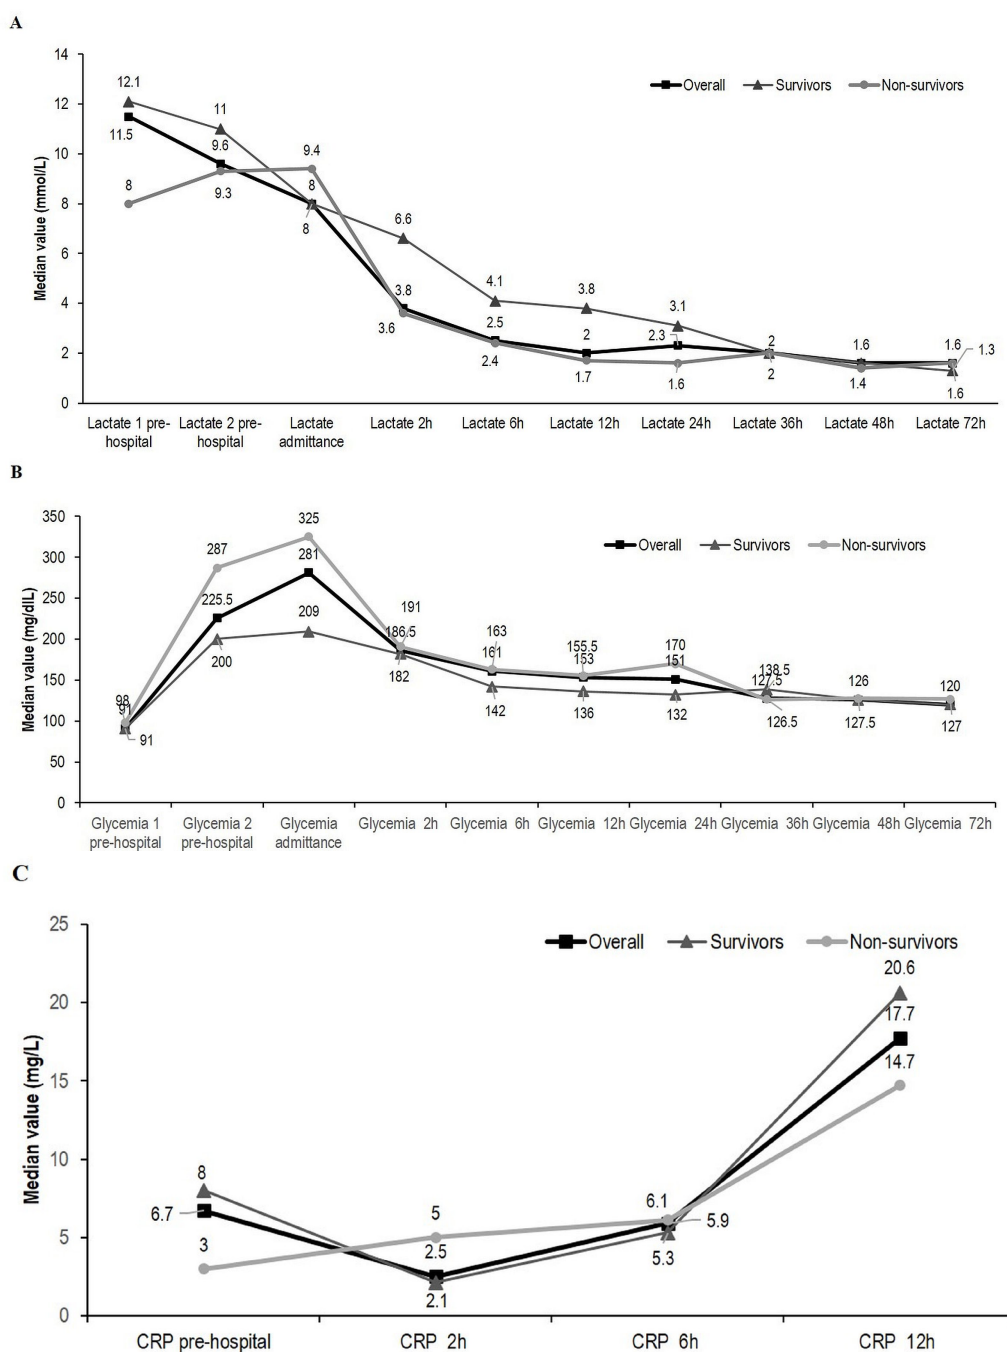 A
14
12
10
8
6
4
2
0
Median value (mmol/L)
Overall Survivors Non-survivors
12.1
11.5
8
11
9.6
9.3
9.4
8
8
6.6
3.8
3.6
4.1
2.5
2.4
3.8
2
1.7
3.1
2.3
1.6
2
2
1.6
1.4
1.6
1.3
1.6
Lactate 1 pre-hospital
Lactate 2 pre-hospital
Lactate admittance
Lactate 2h
Lactate 6h
Lactate 12h
Lactate 24h
Lactate 36h
Lactate 48h
Lactate 72h
B
350
300
250
200
150
100
50
0
Median value (mg/dlL)
Overall Survivors Non-survivors
98
91
91
287
225.5
200
325
281
209
191
186.5
182
163
161
142
155.5
153
136
170
151
132
138.5
127.5
126.5
126
127.5
120
127
Glycemia 1 pre-hospital
Glycemia 2 pre-hospital
Glycemia admittance
Glycemia 2h
Glycemia 6h
Glycemia 12h
Glycemia 24h
Glycemia 36h
Glycemia 48h
Glycemia 72h
C
25
20
15
10
5
0
Median value (mg/L)
Overall Survivors Non-survivors
8
6.7
3
5
2.5
2.1
6.1
5.9
5.3
20.6
17.7
14.7
CRP pre-hospital
CRP 2h
CRP 6h
CRP 12h